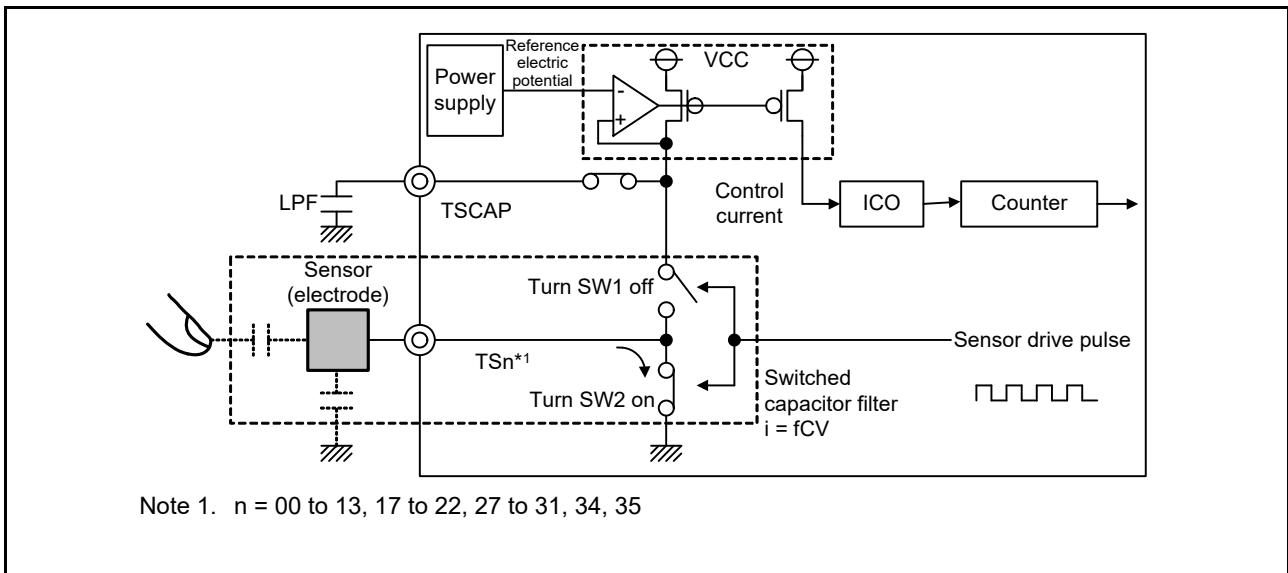 Reference
electric
potential
Power
supply
VCC
-
+
LPF
TSCAP
Control
current
ICO
Counter
Sensor
(electrode)
Turn SW1 off
TSn*1
Sensor drive pulse
Turn SW2 on
Switched
capacitor filter
i = fCV
Note 1. n = 00 to 13, 17 to 22, 27 to 31, 34, 35